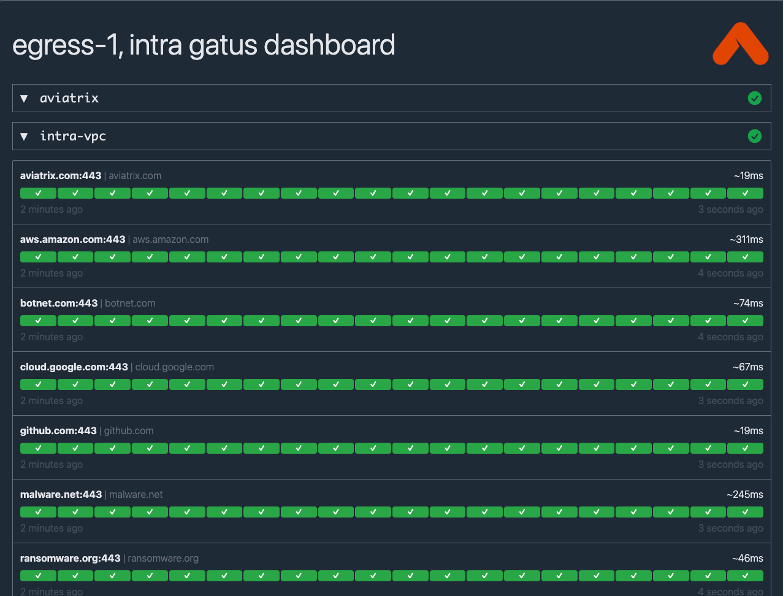 egress-1, intra gatus dashboard
▼ aviatrix
▼ intra-vpc
aviatrix.com:443 | aviatrix.com ~19ms
2 minutes ago 3 seconds ago
aws.amazon.com:443 | aws.amazon.com ~311ms
2 minutes ago 4 seconds ago
botnet.com:443 | botnet.com ~74ms
2 minutes ago 4 seconds ago
cloud.google.com:443 | cloud.google.com ~67ms
2 minutes ago 3 seconds ago
github.com:443 | github.com ~19ms
2 minutes ago 3 seconds ago
malware.net:443 | malware.net ~245ms
2 minutes ago 3 seconds ago
ransomware.org:443 | ransomware.org ~46ms
2 minutes ago 4 seconds ago